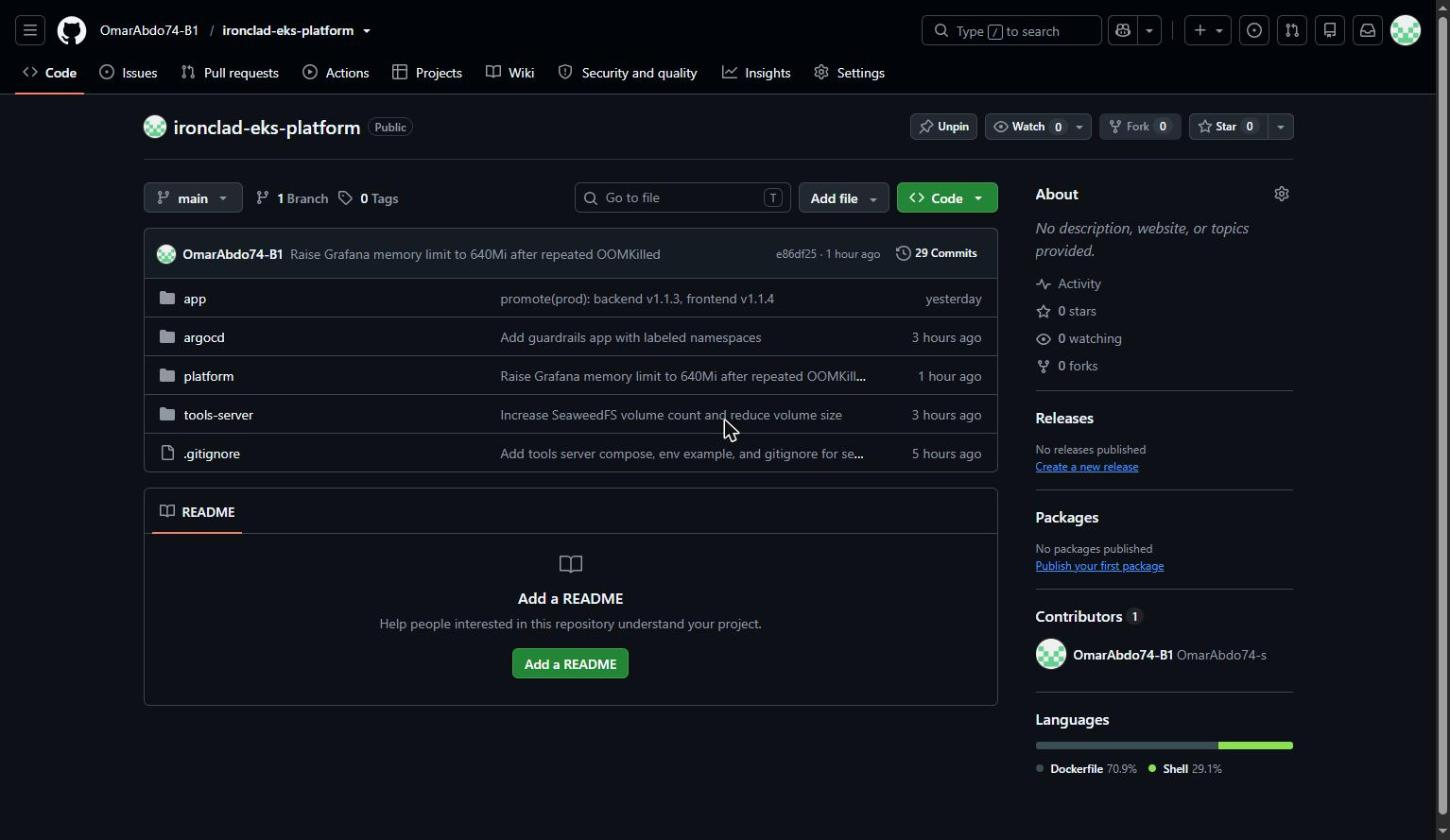 OmarAbdo74-B1 / ironclad-eks-platform
Type / to search
Code Issues Pull requests Actions Projects Wiki Security and quality Insights Settings
ironclad-eks-platform Public
Unpin Watch 0 Fork 0 Star 0
main 1 Branch 0 Tags
Go to file T Add file Code
OmarAbdo74-B1 Raise Grafana memory limit to 640Mi after repeated OOMKilled e86df25 · 1 hour ago 29 Commits
app promote(prod): backend v1.1.3, frontend v1.1.4 yesterday
argocd Add guardrails app with labeled namespaces 3 hours ago
platform Raise Grafana memory limit to 640Mi after repeated OOMKill... 1 hour ago
tools-server Increase SeaweedFS volume count and reduce volume size 3 hours ago
.gitignore Add tools server compose, env example, and gitignore for se... 5 hours ago
README
Add a README
Help people interested in this repository understand your project.
Add a README
About
No description, website, or topics
provided.
Activity
0 stars
0 watching
0 forks
Releases
No releases published
Create a new release
Packages
No packages published
Publish your first package
Contributors 1
OmarAbdo74-B1 OmarAbdo74-s
Languages
Dockerfile 70.9% Shell 29.1%